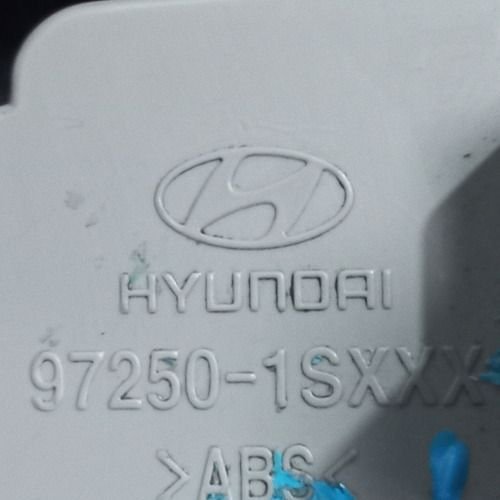 HYUNDAI
97250-1SXXX
>ABS<